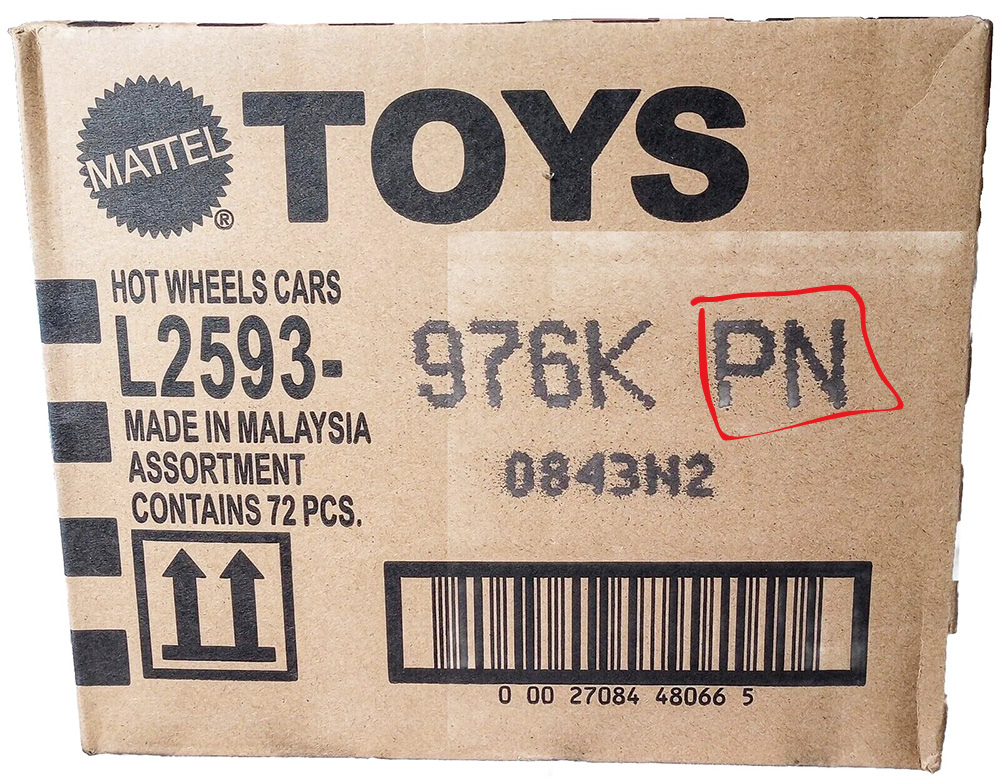 MATTEL ® TOYS
HOT WHEELS CARS
L2593-
976K PN
MADE IN MALAYSIA
ASSORTMENT
0843N2
CONTAINS 72 PCS.
0 00 27084 48066 5